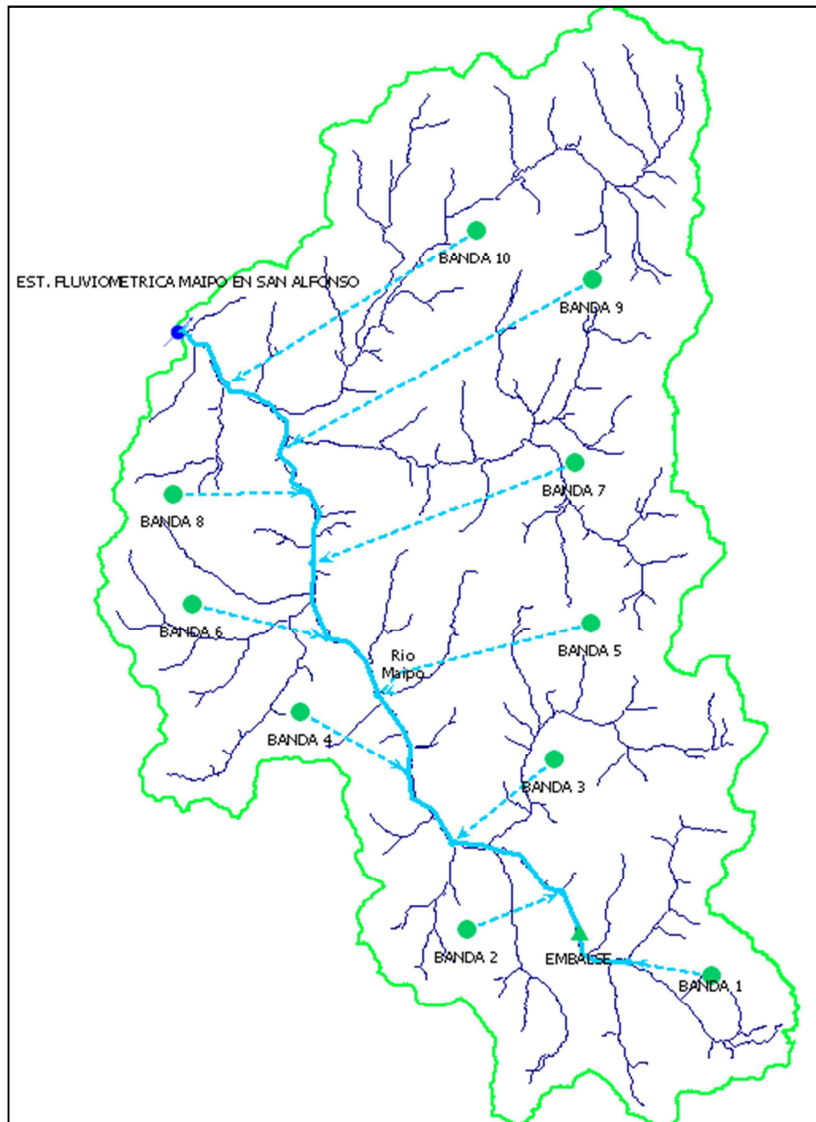 BANDA 10
EST. FLUVIOMETRICA MAIPO EN SAN ALFONSO
BANDA 9
BANDA 7
BANDA 8
BANDA 6
BANDA 5
Rio
Maipo
BANDA 4
BANDA 3
BANDA 2
EMBALSE
BANDA 1